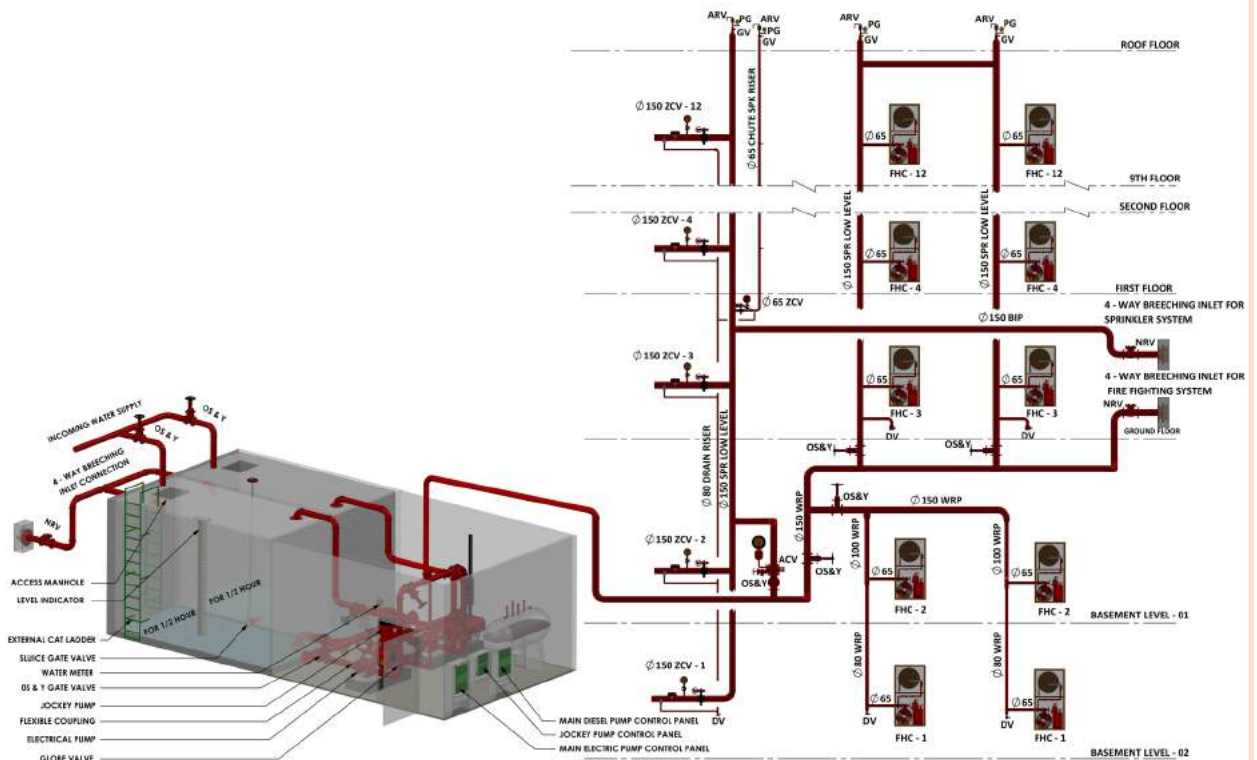 ARV
PG
GV
ARV
PG
GV
ARV
PG
GV
ARV
PG
GV
ROOF FLOOR
Ø 65 CHUTE SPK RISER
Ø 150 ZCV - 12
Ø 65
FHC - 12
Ø 65
FHC - 12
9TH FLOOR
SECOND FLOOR
Ø 150 ZCV - 4
Ø 150 SPR LOW LEVEL
Ø 65
FHC - 4
Ø 150 SPR LOW LEVEL
Ø 65
FHC - 4
FIRST FLOOR
Ø 65 ZCV
Ø 150 BIP
4 - WAY BREECHING INLET FOR
SPRINKLER SYSTEM
NRV
Ø 150 ZCV - 3
Ø 65
FHC - 3
DV
Ø 65
FHC - 3
DV
4 - WAY BREECHING INLET FOR
FIRE FIGHTING SYSTEM
NRV
GROUND FLOOR
OS&Y
OS&Y
Ø 80 DRAIN RISER
Ø 150 SPR LOW LEVEL
INCOMING WATER SUPPLY
OS & Y
OS & Y
4 - WAY BREECHING
INLET CONNECTION
NRV
Ø 150 WRP
OS&Y
Ø 150 WRP
Ø 100 WRP
Ø 100 WRP
Ø 150 ZCV - 2
ACV
OS&Y
OS&Y
Ø 65
FHC - 2
Ø 65
FHC - 2
BASEMENT LEVEL - 01
Ø 80 WRP
Ø 80 WRP
Ø 150 ZCV - 1
DV
Ø 65
DV
FHC - 1
Ø 65
DV
FHC - 1
BASEMENT LEVEL - 02
FOR 1/2 HOUR
FOR 1/2 HOUR
ACCESS MANHOLE
LEVEL INDICATOR
EXTERNAL CAT LADDER
SLUICE GATE VALVE
WATER METER
OS & Y GATE VALVE
JOCKEY PUMP
FLEXIBLE COUPLING
ELECTRICAL PUMP
GLOBE VALVE
MAIN DIESEL PUMP CONTROL PANEL
JOCKEY PUMP CONTROL PANEL
MAIN ELECTRIC PUMP CONTROL PANEL